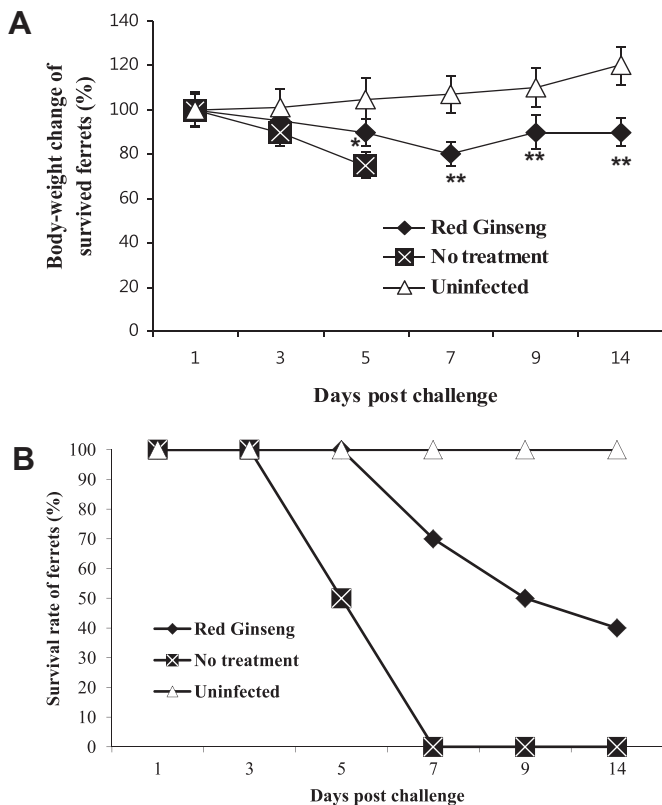 A
Body-weight change of
survived ferrets (%)
140
120
100
80
60
40
20
0
*
**
**
**
Red Ginseng
No treatment
Uninfected
1 3 5 7 9 14
Days post challenge
B
Survival rate of ferrets (%)
100
90
80
70
60
50
40
30
20
10
0
Red Ginseng
No treatment
Uninfected
1 3 5 7 9 14
Days post challenge